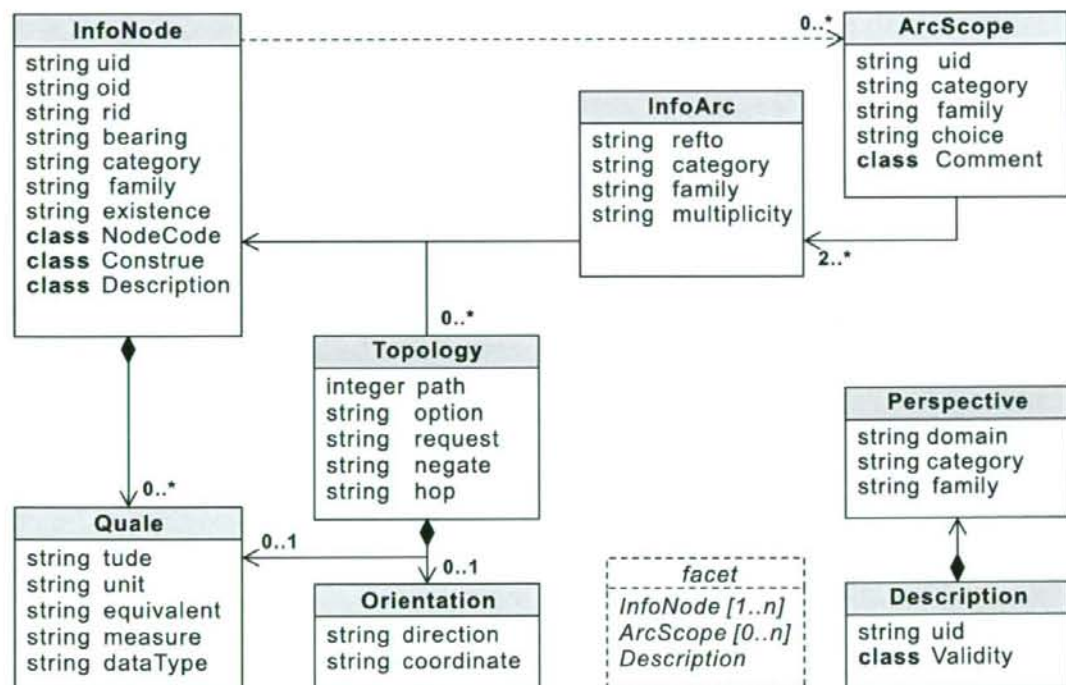 InfoNode
string uid
string oid
string rid
string bearing
string category
string family
string existence
class NodeCode
class Construe
class Description
0..*
ArcScope
string uid
string category
string family
string choice
class Comment
InfoArc
string refto
string category
string family
string multiplicity
2..*
0..*
Topology
integer path
string option
string request
string negate
string hop
Perspective
string domain
string category
string family
0..*
Quale
string tude
string unit
string equivalent
string measure
string dataType
0..1
0..1
Orientation
string direction
string coordinate
facet
InfoNode [1..n]
ArcScope [0..n]
Description
Description
string uid
class Validity